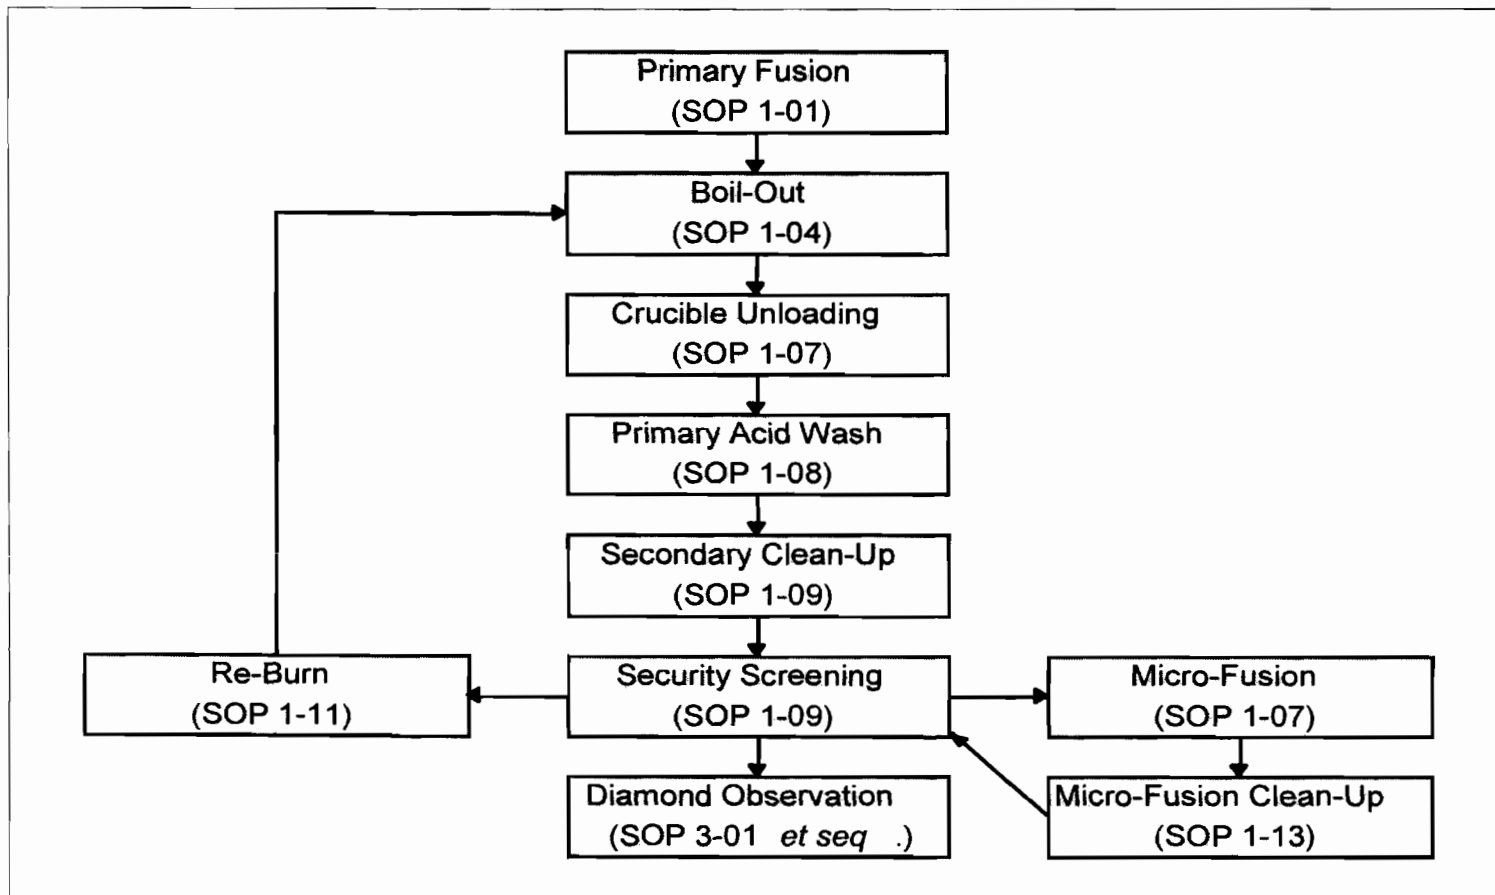 Primary Fusion
(SOP 1-01)
Boil-Out
(SOP 1-04)
Crucible Unloading
(SOP 1-07)
Primary Acid Wash
(SOP 1-08)
Secondary Clean-Up
(SOP 1-09)
Re-Burn
(SOP 1-11)
Security Screening
(SOP 1-09)
Micro-Fusion
(SOP 1-07)
Diamond Observation
(SOP 3-01 et seq .)
Micro-Fusion Clean-Up
(SOP 1-13)